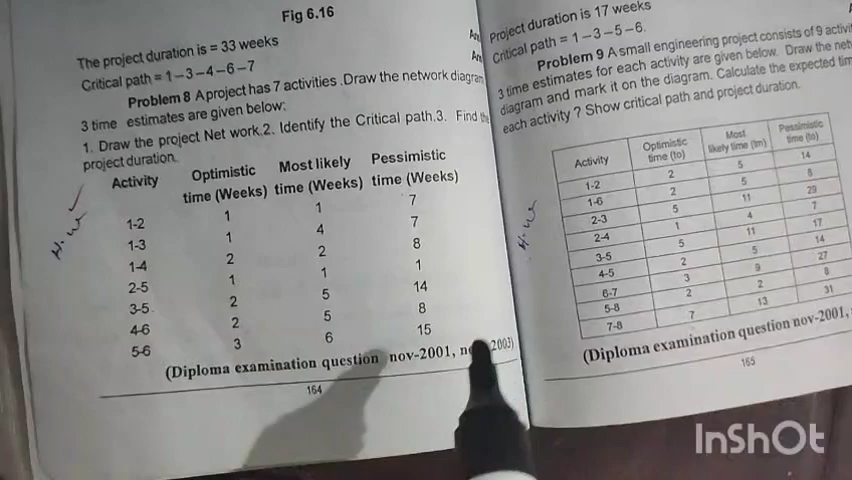 Fig 6.16
The project duration is = 33 weeks
Critical path = 1 – 3 – 4 – 6 – 7
Problem 8 A project has 7 activities .Draw the network diagram
3 time estimates are given below:
1. Draw the project Net work.2. Identify the Critical path.3. Find the
project duration.
Activity Optimistic time (Weeks) Most likely time (Weeks) Pessimistic time (Weeks)
1-2 1 1 7
1-3 1 4 7
1-4 2 2 8
2-5 1 1 1
3-5 2 5 14
4-6 2 5 8
5-6 3 6 15
H.W
(Diploma examination question nov-2001, 2003)
164
Project duration is 17 weeks
Critical path = 1 – 3 – 5 – 6.
Problem 9 A small engineering project consists of 9
3 time estimates for each activity are given below. Draw the
diagram and mark it on the diagram. Calculate the expected
each activity ? Show critical path and project duration.
Activity Optimistic time (to) Most likely time (tm) Pessimistic time (to)
1-2 2 5 14
1-6 2 5 8
2-3 5 11 29
2-4 1 4 7
3-5 5 11 17
4-5 2 5 14
6-7 3 9 27
5-8 2 2 8
7-8 7 13 31
H.W
(Diploma examination question nov-2001,
165
InShOt